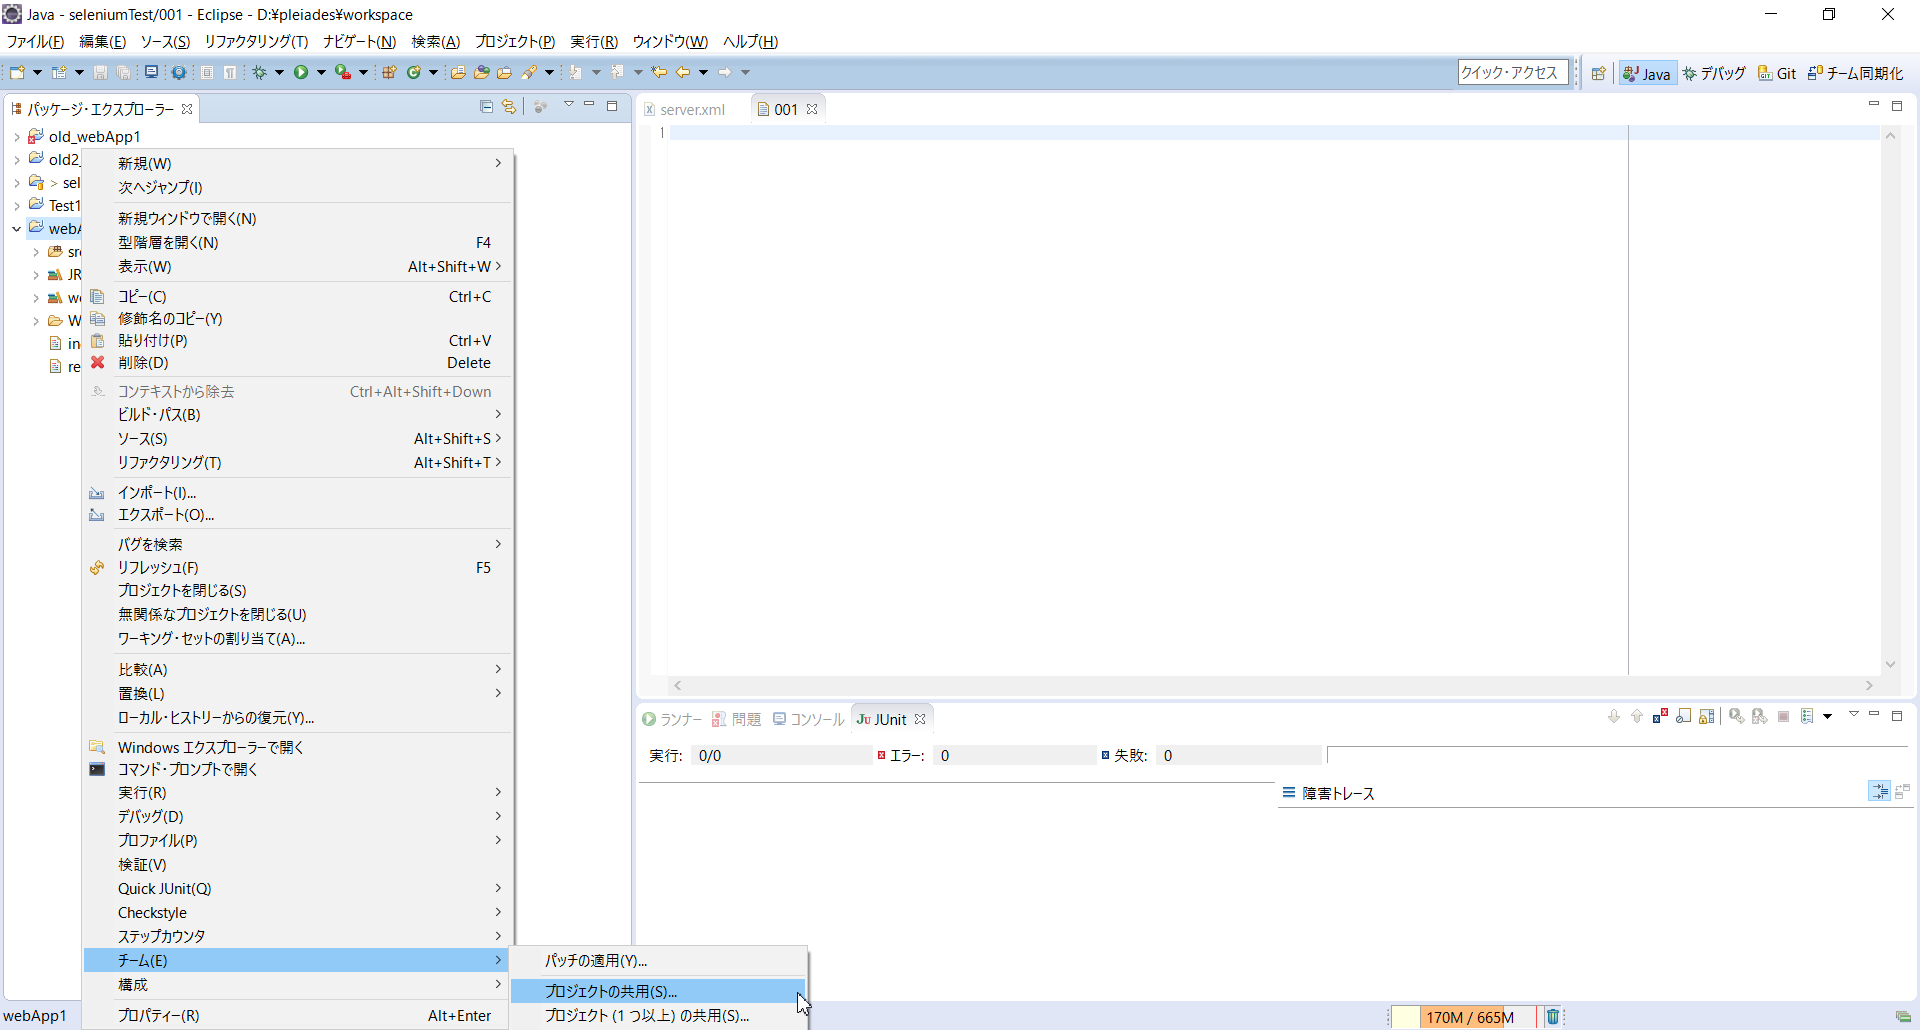 Java - seleniumTest/001 - Eclipse - D:¥pleiades¥workspace
ファイル(F) 編集(E) ソース(S) リファクタリング(T) ナビゲート(N) 検索(A) プロジェクト(P) 実行(R) ウィンドウ(W) ヘルプ(H)
クイック・アクセス Java デバッグ Git チーム同期化
パッケージ・エクスプローラー
old_webApp1
old2_
> sel
Test1
webA
src
JR
we
W
in
re
新規(W)
次へジャンプ(I)
新規ウィンドウで開く(N)
型階層を開く(N) F4
表示(W) Alt+Shift+W
コピー(C) Ctrl+C
修飾名のコピー(Y)
貼り付け(P) Ctrl+V
削除(D) Delete
コンテキストから除去 Ctrl+Alt+Shift+Down
ビルド・パス(B)
ソース(S) Alt+Shift+S
リファクタリング(T) Alt+Shift+T
インポート(I)...
エクスポート(O)...
バグを検索
リフレッシュ(F) F5
プロジェクトを閉じる(S)
無関係なプロジェクトを閉じる(U)
ワーキング・セットの割り当て(A)...
比較(A)
置換(L)
ローカル・ヒストリーからの復元(Y)...
Windows エクスプローラーで開く
コマンド・プロンプトで開く
実行(R)
デバッグ(D)
プロファイル(P)
検証(V)
Quick JUnit(Q)
Checkstyle
ステップカウンタ
チーム(E)
構成
プロパティー(R) Alt+Enter
パッチの適用(Y)...
プロジェクトの共用(S)...
プロジェクト (1 つ以上) の共用(S)...
server.xml 001
1
ランナー 問題 コンソール JUnit
実行: 0/0 エラー: 0 失敗: 0
障害トレース
webApp1
170M / 665M